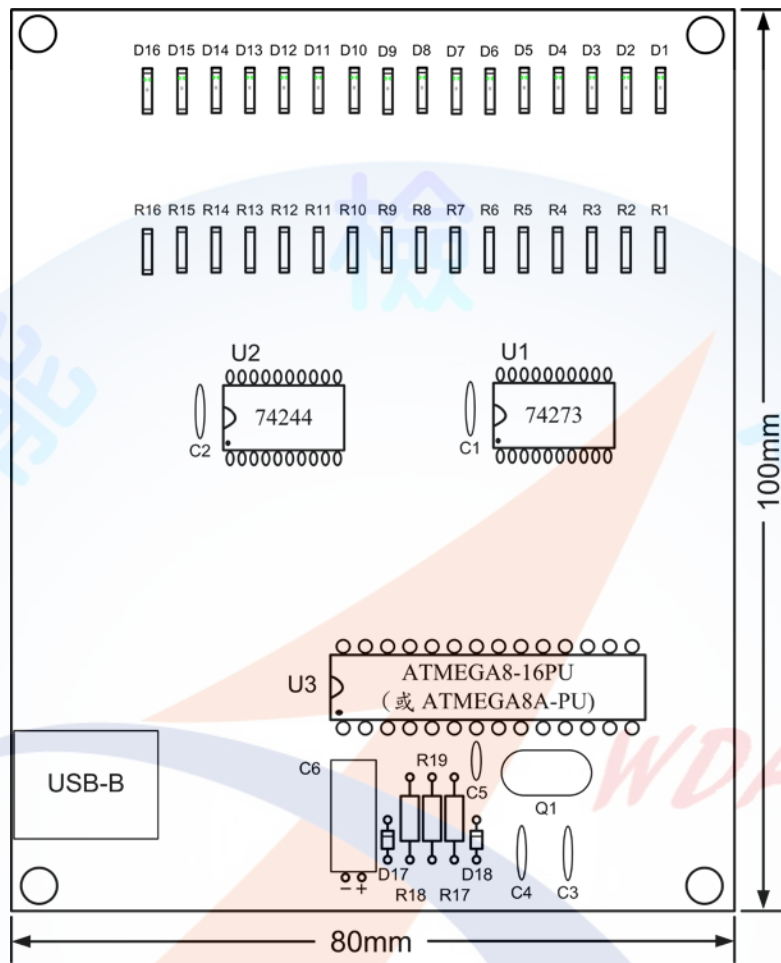 D16 D15 D14 D13 D12 D11 D10 D9 D8 D7 D6 D5 D4 D3 D2 D1
R16 R15 R14 R13 R12 R11 R10 R9 R8 R7 R6 R5 R4 R3 R2 R1
檢
能
U2 U1
74244 74273
C2 C1
100mm
U3
ATMEGA8-16PU
(或 ATMEGA8A-PU)
USB-B
C6 R19 C5 Q1
WDA
D17 D18
R18 R17 C4 C3
− +
80mm